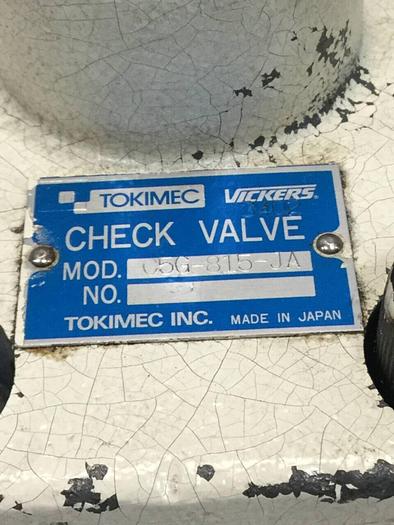 TOKIMEC VICKERS®
CHECK VALVE
MOD. C5G-815-JA
NO.
TOKIMEC INC. MADE IN JAPAN